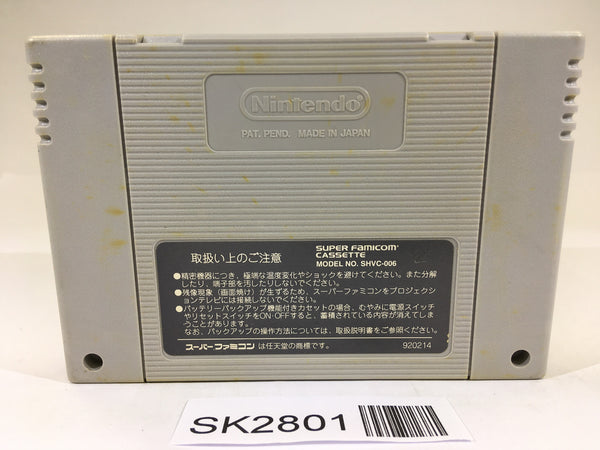 Nintendo
PAT. PEND. MADE IN JAPAN
取扱い上のご注意
SUPER FAMICOM
CASSETTE
MODEL NO. SHVC-006
●精密機器につき、極端な温度変化やショックを避けてください。また分解
したり、端子部を汚したりしないでください。
●残像現象(画面焼け)が生ずるため、スーパーファミコンをプロジェクシ
ョンテレビには接続しないでください。
●バッテリーバックアップ機能付きカセットの場合、むやみに電源スイッチ
やリセットスイッチをON・OFFすると、蓄積されている内容が消えてしま
うことがあります。
なお、バックアップの操作方法については、取扱説明書をご参照ください。
スーパーファミコン は任天堂の商標です。
920214
SK2801